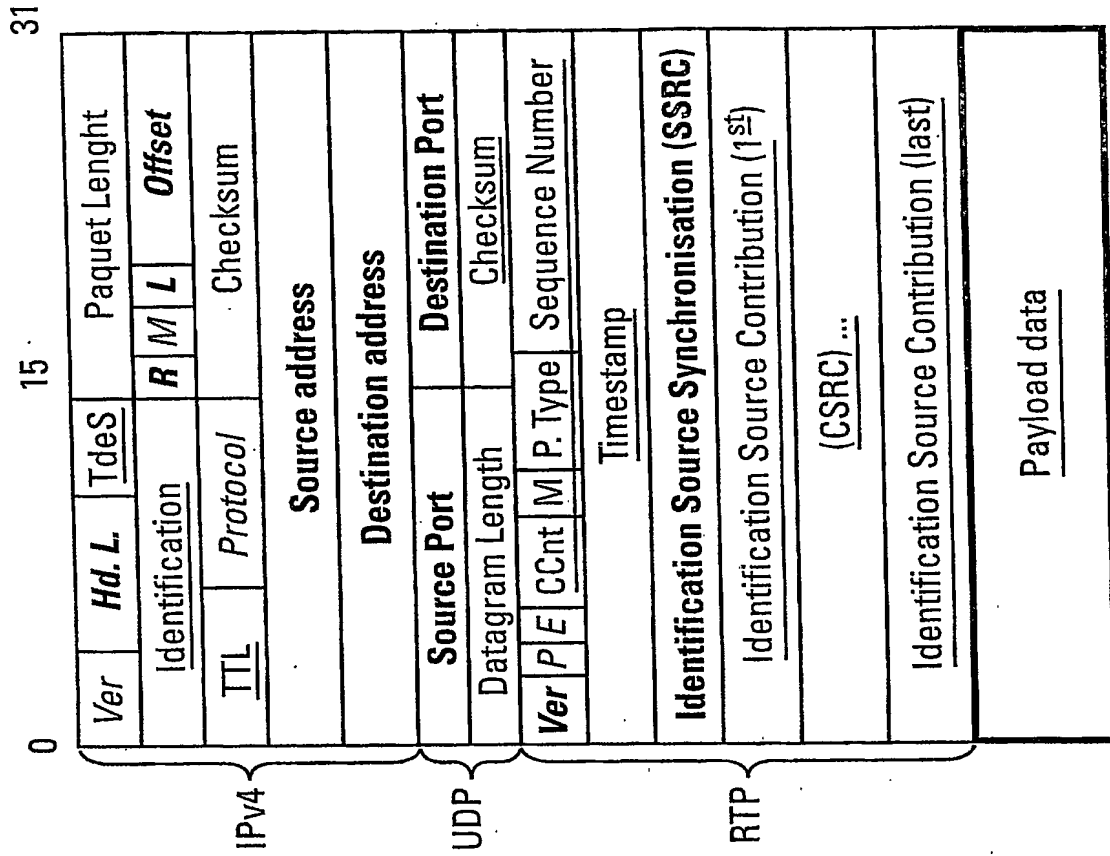 0 15 31
IPv4
Ver Hd. L. TdeS Paquet Lenght
Identification R M L Offset
TTL Protocol Checksum
Source address
Destination address
UDP
Source Port Destination Port
Datagram Length Checksum
RTP
Ver P E CCnt M P. Type Sequence Number
Timestamp
Identification Source Synchronisation (SSRC)
Identification Source Contribution (1st)
(CSRC) ...
Identification Source Contribution (last)
Payload data